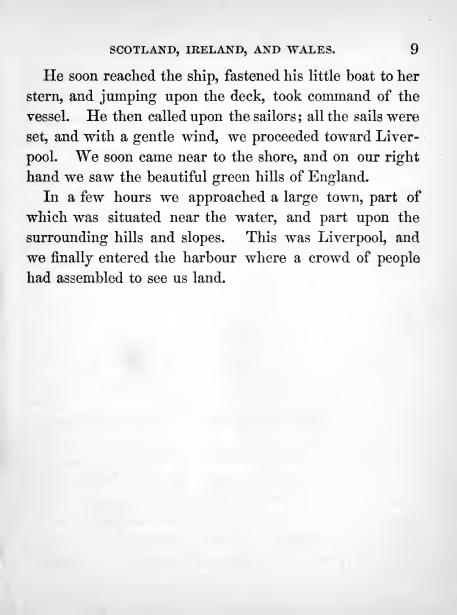 SCOTLAND, IRELAND, AND WALES. 9
He soon reached the ship, fastened his little boat to her
stern, and jumping upon the deck, took command of the
vessel. He then called upon the sailors; all the sails were
set, and with a gentle wind, we proceeded toward Liver-
pool. We soon came near to the shore, and on our right
hand we saw the beautiful green hills of England.
In a few hours we approached a large town, part of
which was situated near the water, and part upon the
surrounding hills and slopes. This was Liverpool, and
we finally entered the harbour where a crowd of people
had assembled to see us land.